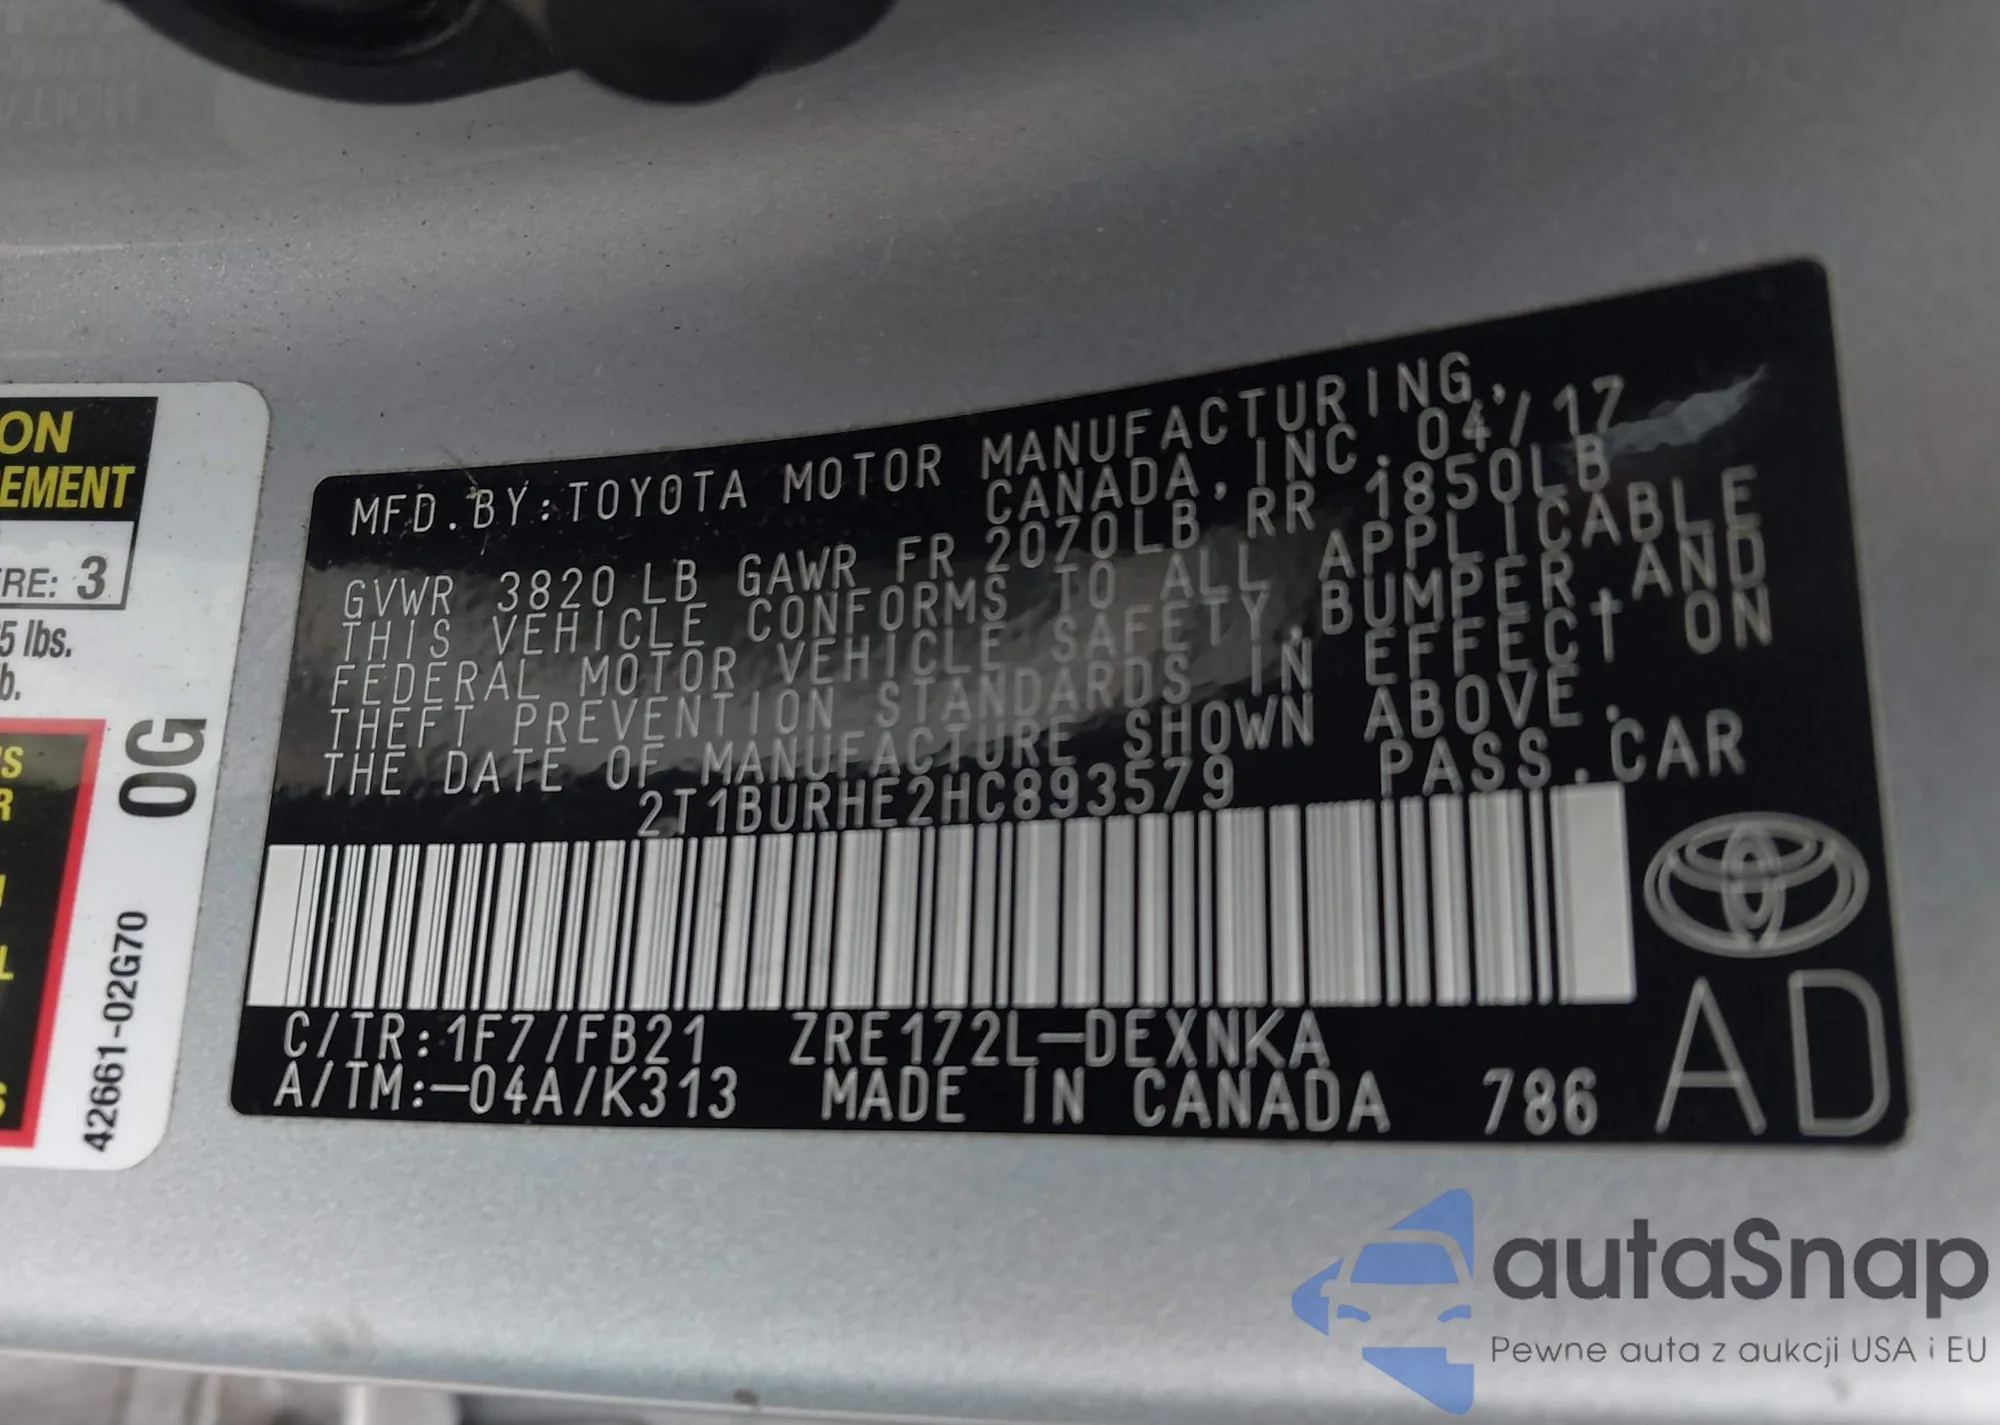 ON
EMENT
RE: 3
5 lbs.
b.
0G
42661-02G70
MFD.BY:TOYOTA MOTOR MANUFACTURING,
CANADA, INC. 04/17
GVWR 3820 LB GAWR FR 2070LB RR 1850LB
THIS VEHICLE CONFORMS TO ALL APPLICABLE
FEDERAL MOTOR VEHICLE SAFETY,BUMPER,AND
THEFT PREVENTION STANDARDS IN EFFECT ON
THE DATE OF MANUFACTURE SHOWN ABOVE.
2T1BURHE2HC893579 PASS.CAR
C/TR:1F7/FB21 ZRE172L-DEXNKA
A/TM:-04A/K313 MADE IN CANADA 786
AD
autaSnap
Pewne auta z aukcji USA i EU